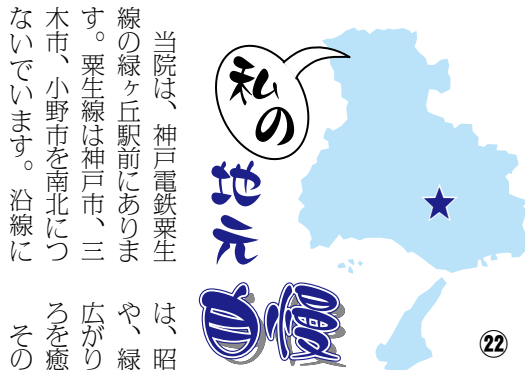 私の
地元
自慢
㉒
当院は、神戸電鉄粟生
線の緑ヶ丘駅前にありま
す。粟生線は神戸市、三
木市、小野市を南北につ
ないでいます。沿線に
は、昭
や、緑
広がり
ろを癒
その